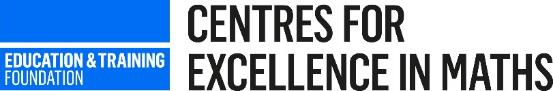 EDUCATION & TRAINING
FOUNDATION
CENTRES FOR
EXCELLENCE IN MATHS